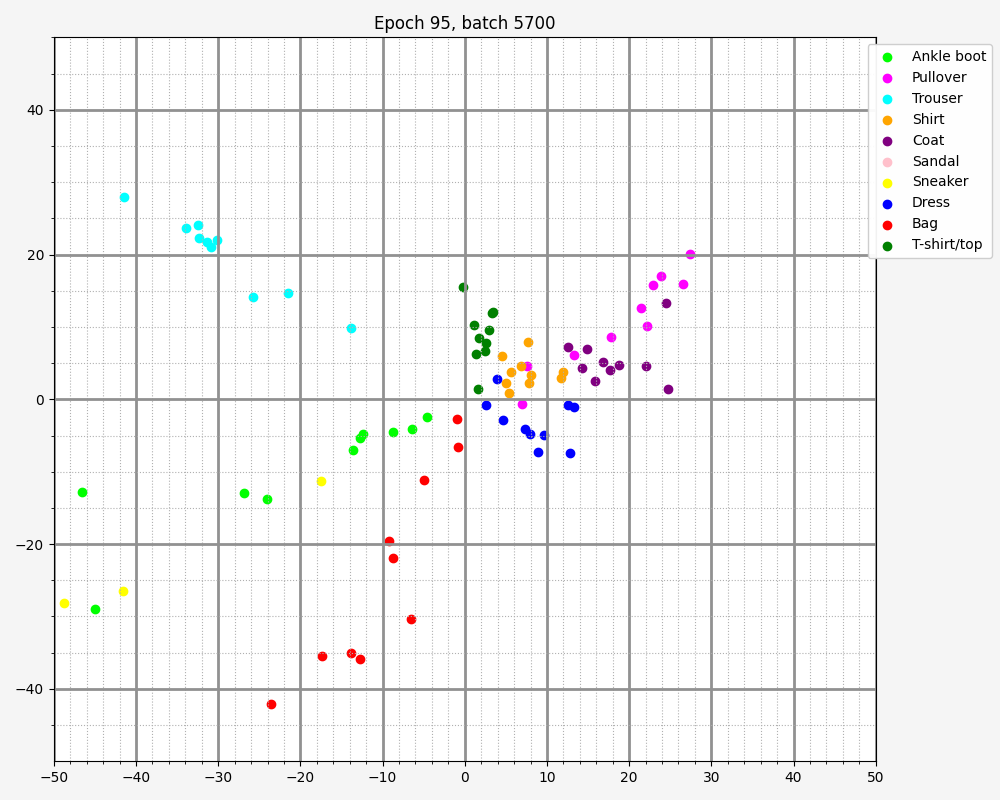 Epoch 95, batch 5700
Ankle boot
Pullover
Trouser
Shirt
Coat
Sandal
Sneaker
Dress
Bag
T-shirt/top
40
20
0
−20
−40
−50 −40 −30 −20 −10 0 10 20 30 40 50